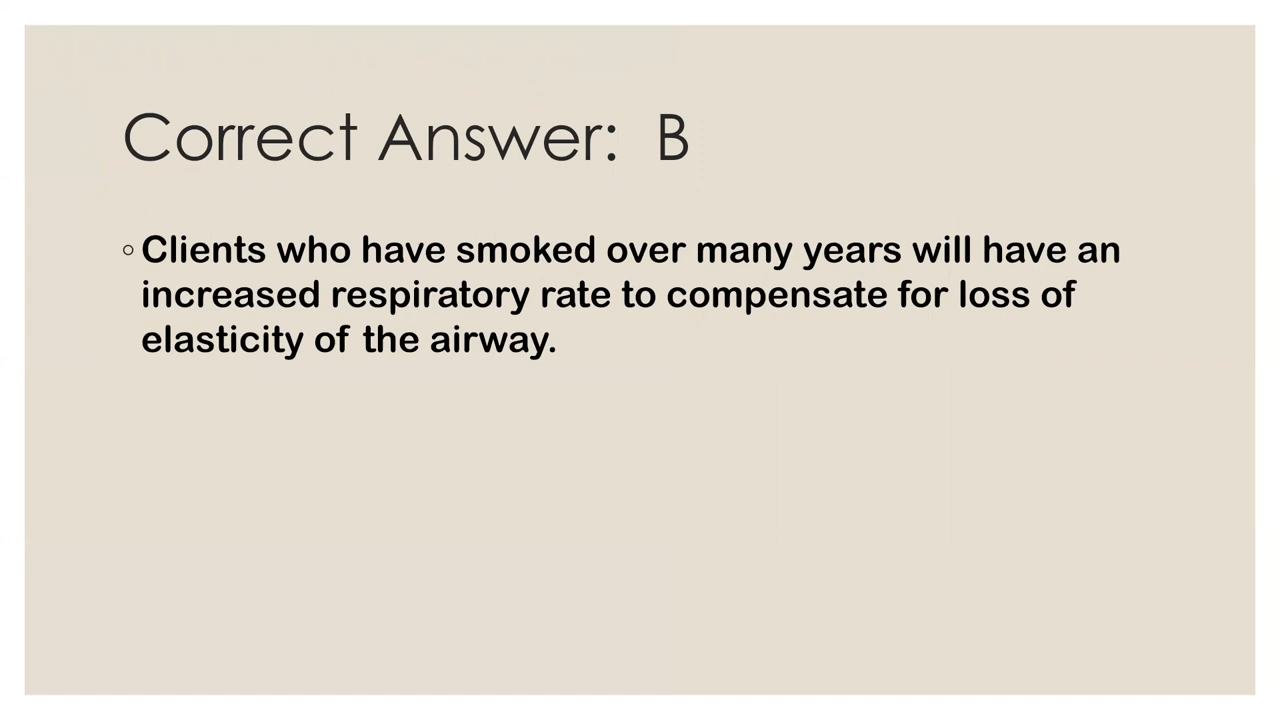 Correct Answer:  B
◦ Clients who have smoked over many years will have an
increased respiratory rate to compensate for loss of
elasticity of the airway.